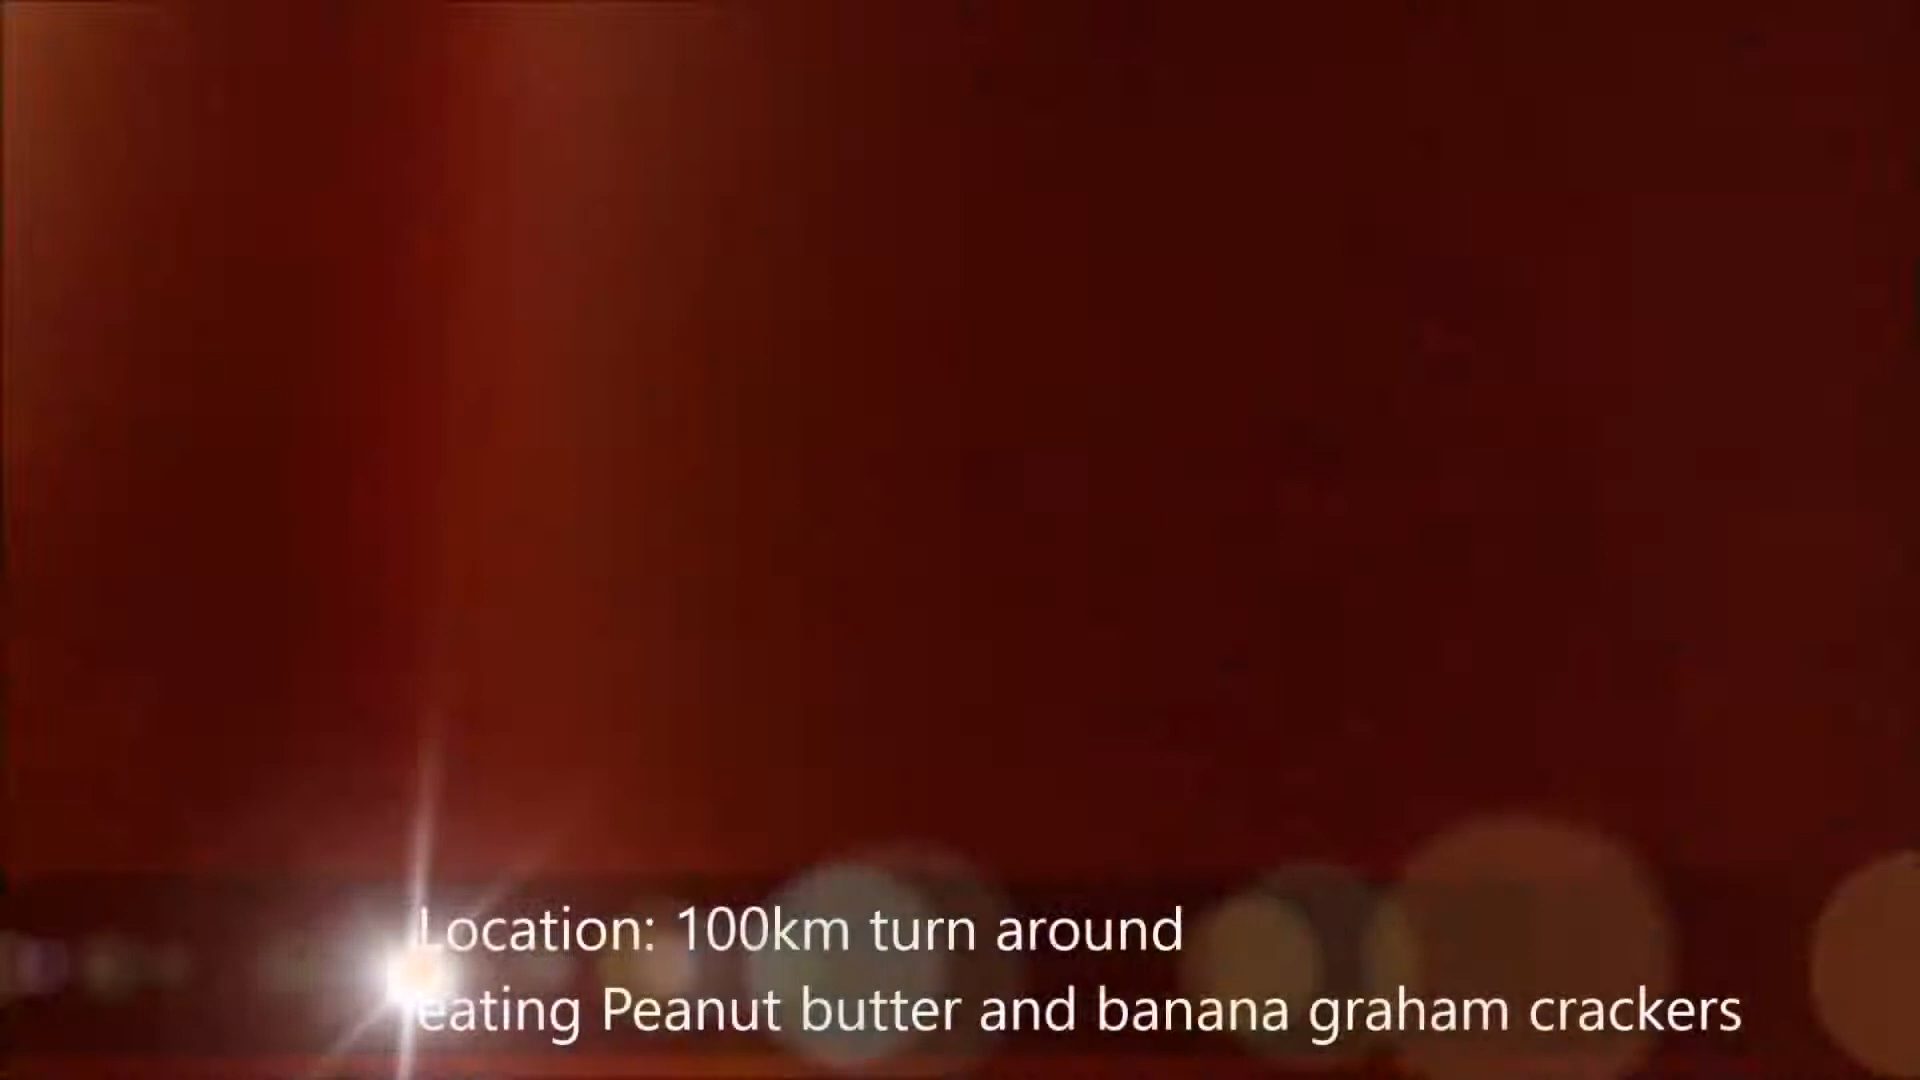 Location: 100km turn around
eating Peanut butter and banana graham crackers